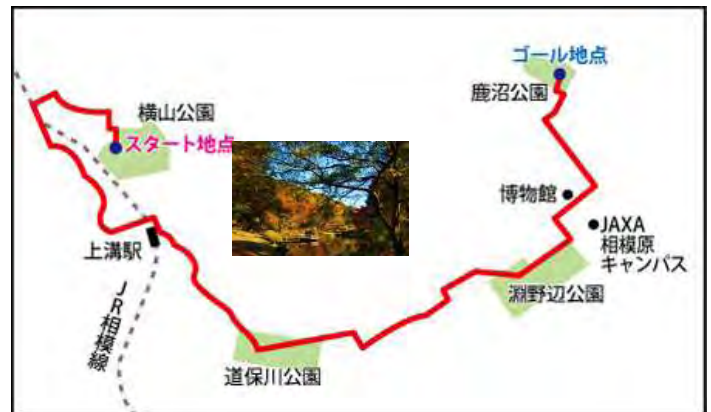 ゴール地点
鹿沼公園
横山公園
スタート地点
博物館
JAXA
相模原
キャンパス
上溝駅
淵野辺公園
JR相模線
道保川公園